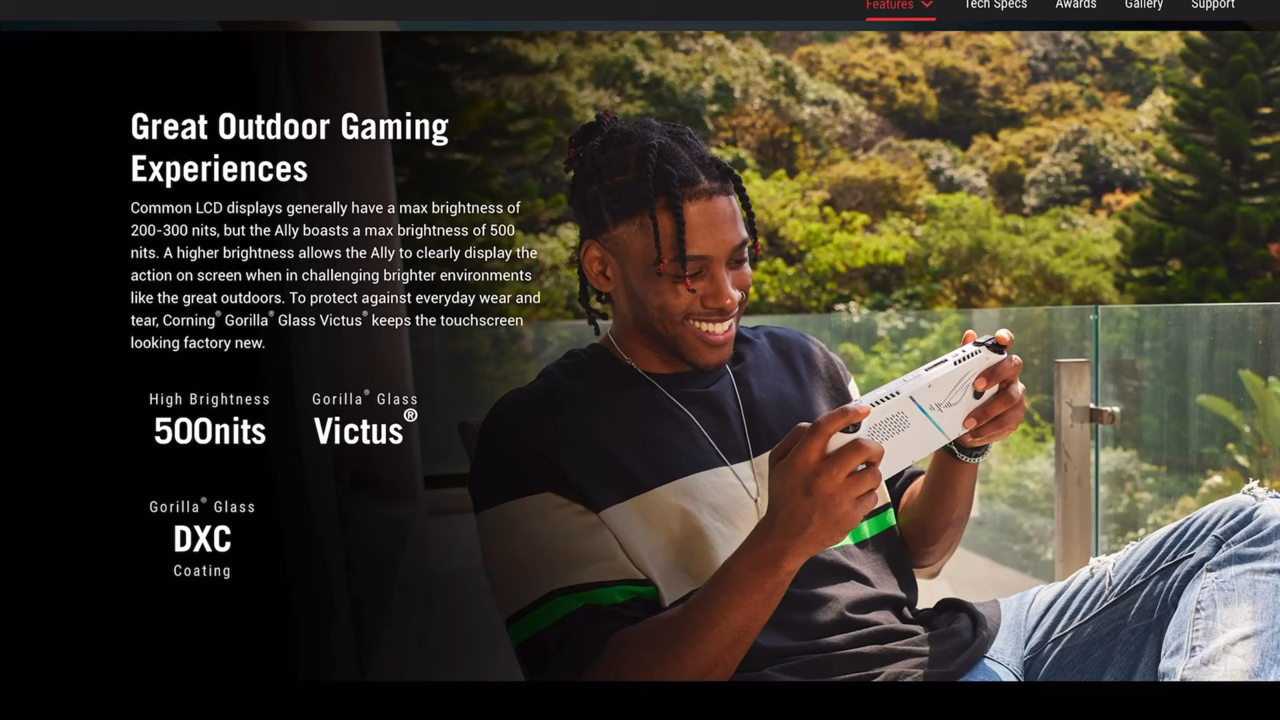 Features
Tech Specs
Awards
Gallery
Support
Great Outdoor Gaming
Experiences
Common LCD displays generally have a max brightness of
200-300 nits, but the Ally boasts a max brightness of 500
nits. A higher brightness allows the Ally to clearly display the
action on screen when in challenging brighter environments
like the great outdoors. To protect against everyday wear and
tear, Corning® Gorilla® Glass Victus® keeps the touchscreen
looking factory new.
High Brightness
500nits
Gorilla® Glass
Victus®
Gorilla® Glass
DXC
Coating